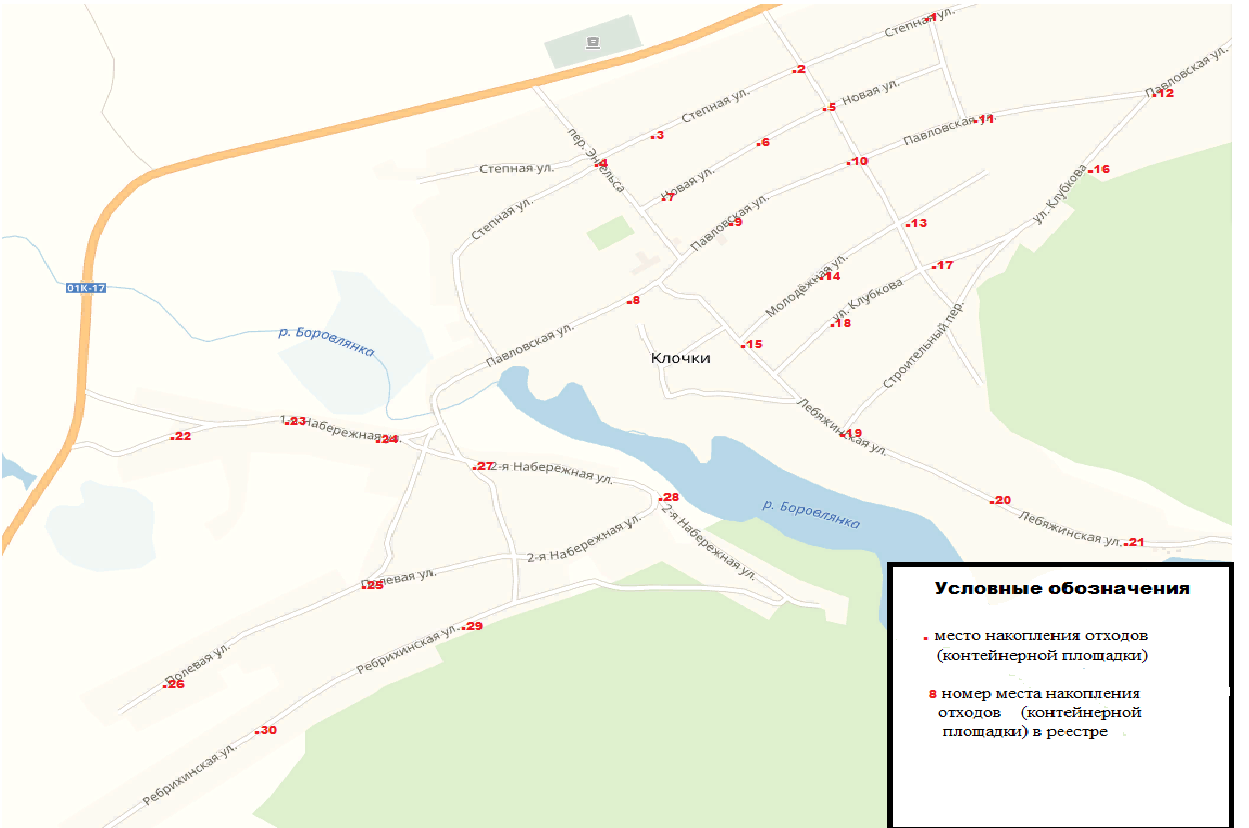 Степная ул.
.1
.2
Степная ул.
Новая ул.
.5
Павловская ул.
.12
.3
пер. Энгельса
.6
Павловская ул.
.11
.10
Степная ул.
.4
.16
Новая ул.
.7
ул. Клубкова
Степная ул.
Павловская ул.
.9
.13
Молодёжная ул.
.14
.17
01К-17
ул. Клубкова
.8
.18
Строительный пер.
р. Боровлянка
Павловская ул.
.15
Клочки
Лебяжинская ул.
.19
1-я Набережная ул.
.22
.23
.24
.27
2-я Набережная ул.
.28
.20
р. Боровлянка
2-я Набережная ул.
2-я Набережная ул.
Лебяжинская ул.
.21
Полевая ул.
.25
.29
Ребрихинская ул.
Полевая ул.
.26
.30
Ребрихинская ул.
Условные обозначения
. место накопления отходов
(контейнерной площадки)
8 номер места накопления
отходов (контейнерной
площадки) в реестре